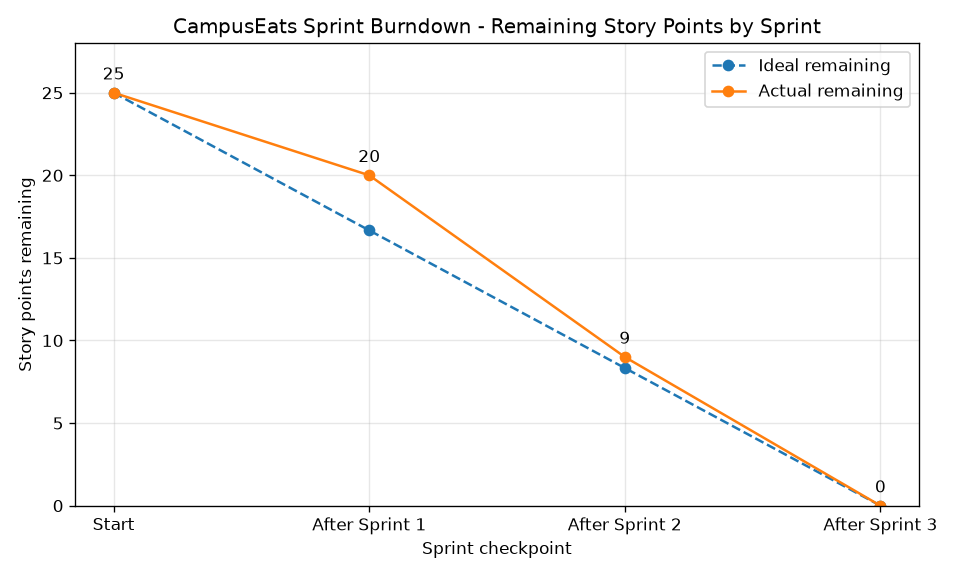 CampusEats Sprint Burndown - Remaining Story Points by Sprint
Ideal remaining
Actual remaining
25
20
9
0
Story points remaining
25
20
15
10
5
0
Start
After Sprint 1
After Sprint 2
After Sprint 3
Sprint checkpoint